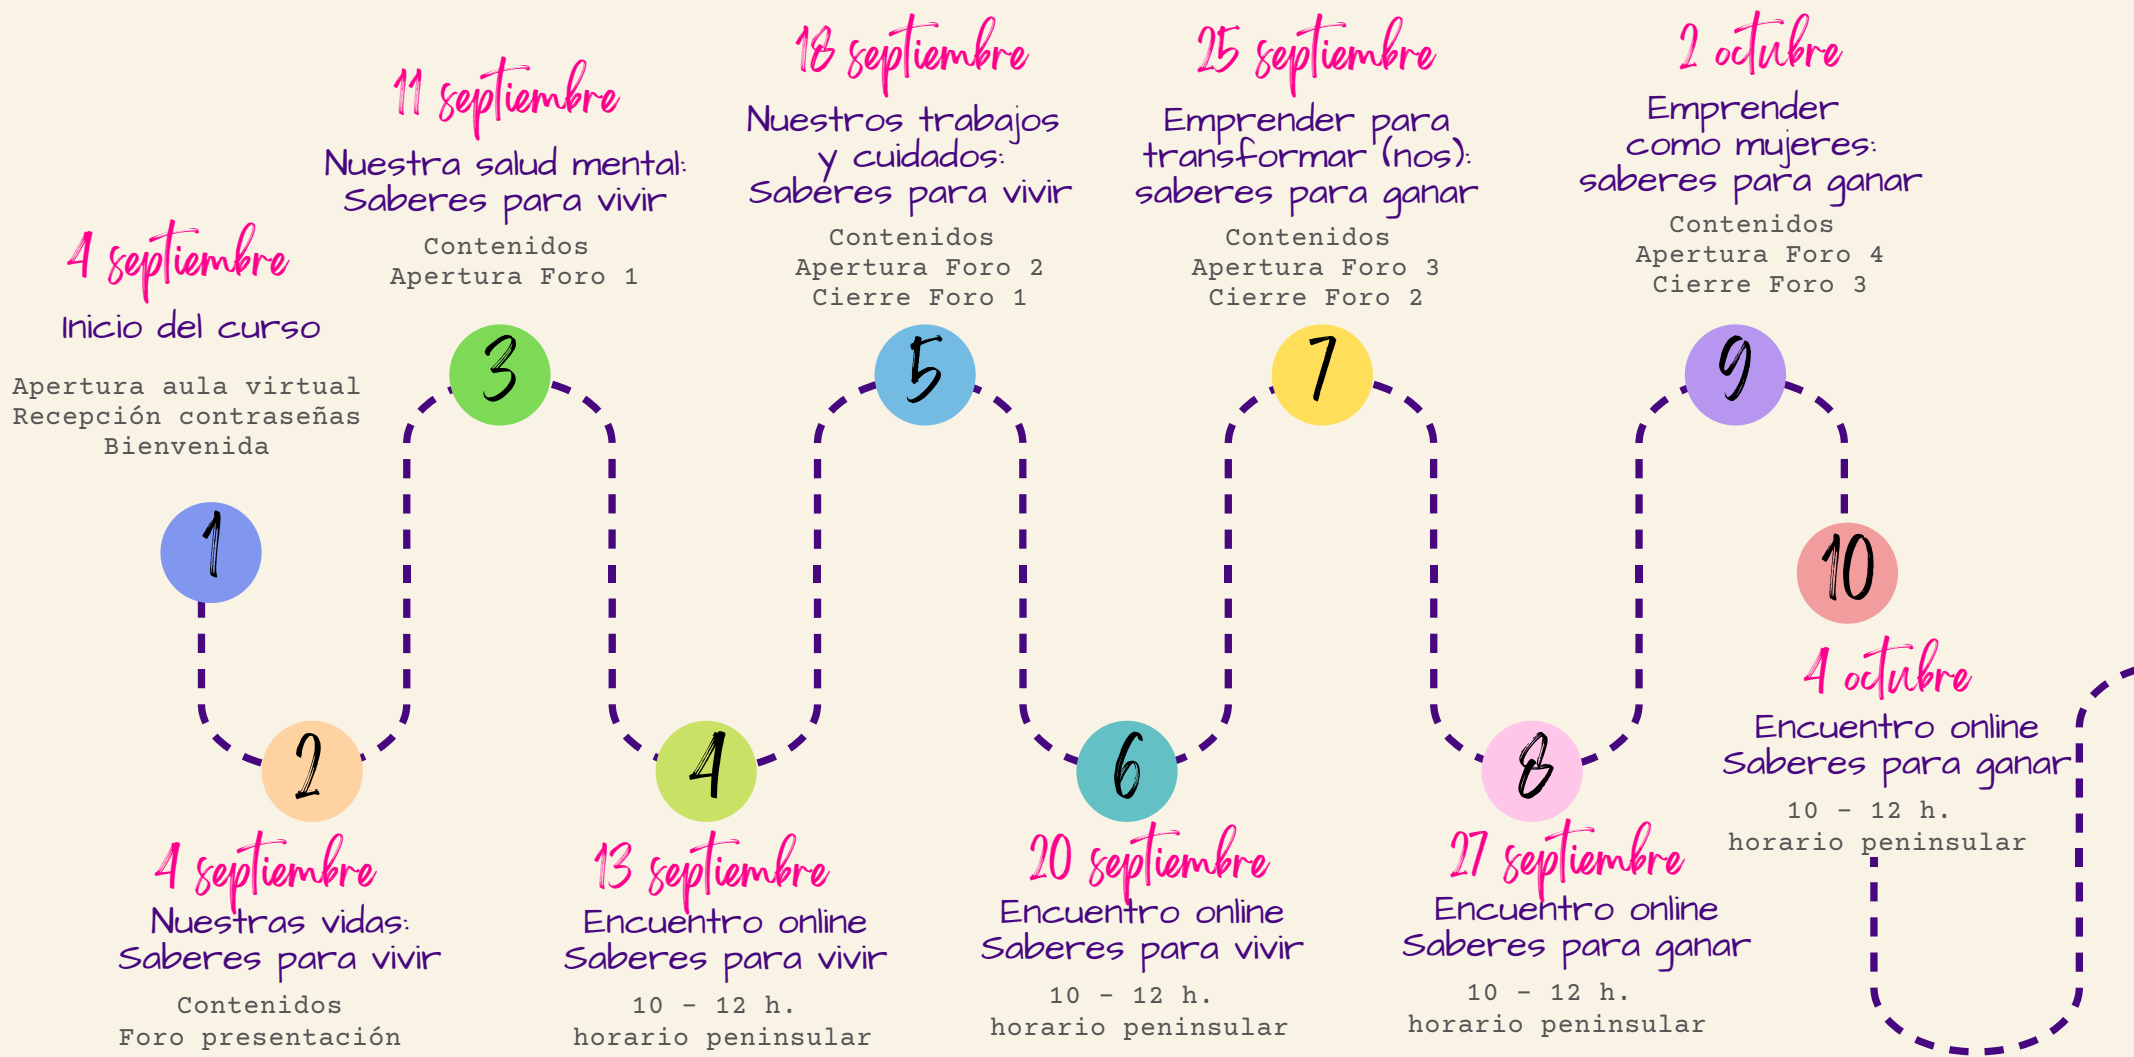 4 septiembre
Inicio del curso
Apertura aula virtual
Recepción contraseñas
Bienvenida
1
2
4 septiembre
Nuestras vidas:
Saberes para vivir
Contenidos
Foro presentación
11 septiembre
Nuestra salud mental:
Saberes para vivir
Contenidos
Apertura Foro 1
3
4
13 septiembre
Encuentro online
Saberes para vivir
10 - 12 h.
horario peninsular
18 septiembre
Nuestros trabajos
y cuidados:
Saberes para vivir
Contenidos
Apertura Foro 2
Cierre Foro 1
5
6
20 septiembre
Encuentro online
Saberes para vivir
10 - 12 h.
horario peninsular
25 septiembre
Emprender para
transformar (nos):
saberes para ganar
Contenidos
Apertura Foro 3
Cierre Foro 2
7
8
27 septiembre
Encuentro online
Saberes para ganar
10 - 12 h.
horario peninsular
2 octubre
Emprender
como mujeres:
saberes para ganar
Contenidos
Apertura Foro 4
Cierre Foro 3
9
10
4 octubre
Encuentro online
Saberes para ganar
10 - 12 h.
horario peninsular